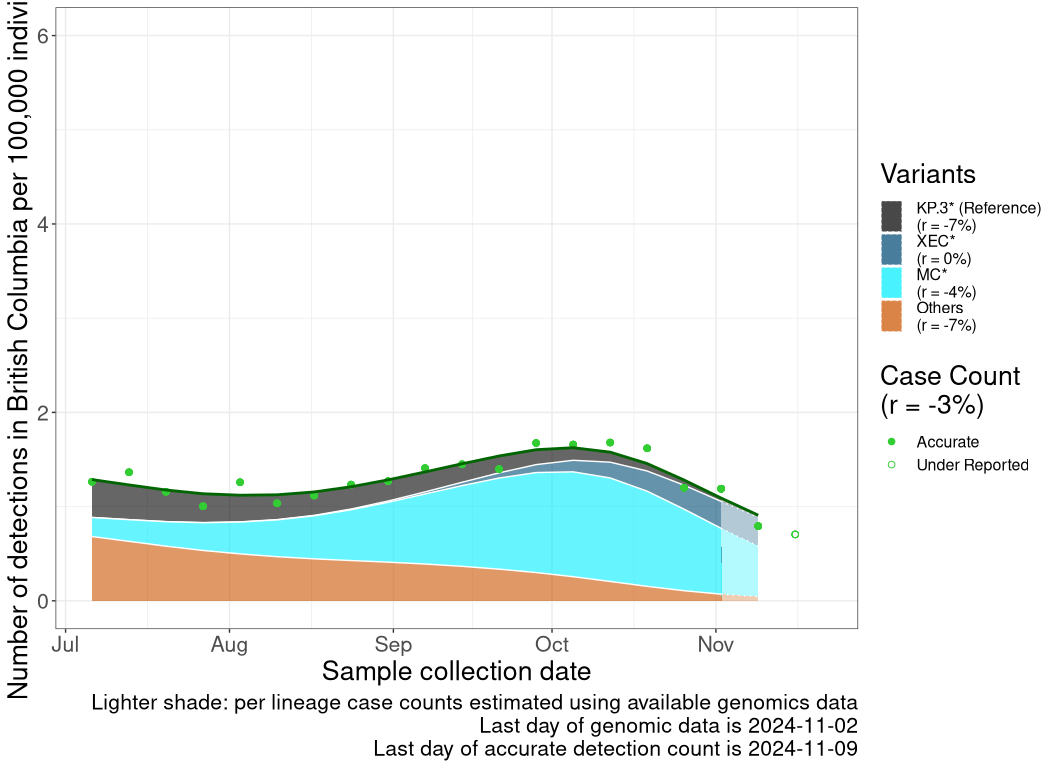 Number of detections in British Columbia per 100,000
6
4
2
0
Jul Aug Sep Oct Nov
Sample collection date
Lighter shade: per lineage case counts estimated using available genomics data
Last day of genomic data is 2024-11-02
Last day of accurate detection count is 2024-11-09
Variants
KP.3* (Reference)
(r = -7%)
XEC*
(r = 0%)
MC*
(r = -4%)
Others
(r = -7%)
Case Count
(r = -3%)
Accurate
Under Reported